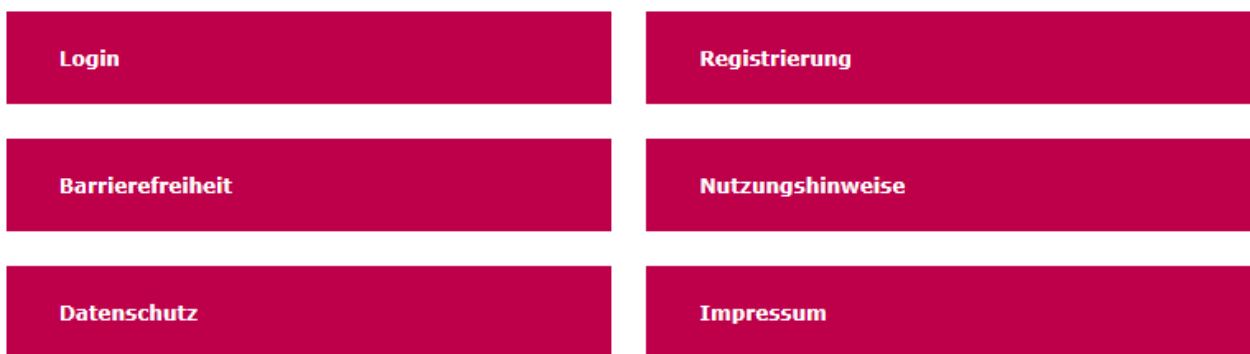 Login
Registrierung
Barrierefreiheit
Nutzungshinweise
Datenschutz
Impressum